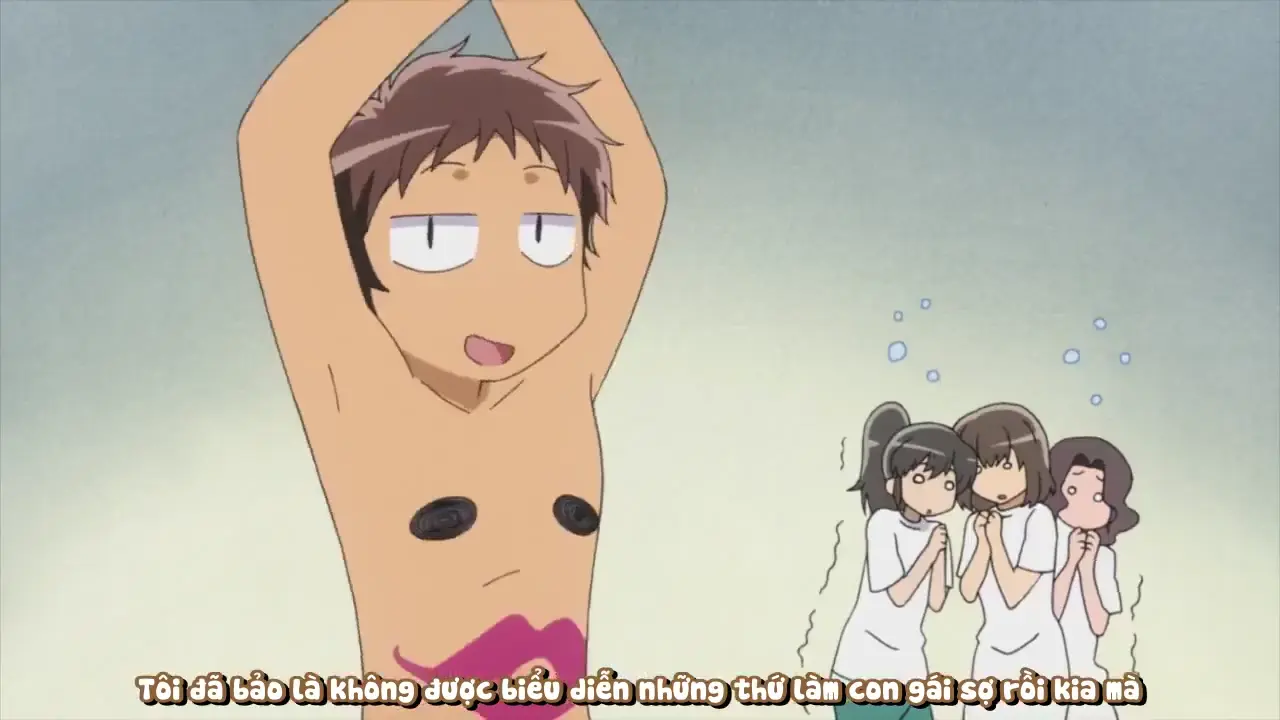 Tôi đã bảo là không được biểu diễn những thứ làm con gái sợ rồi kia mà